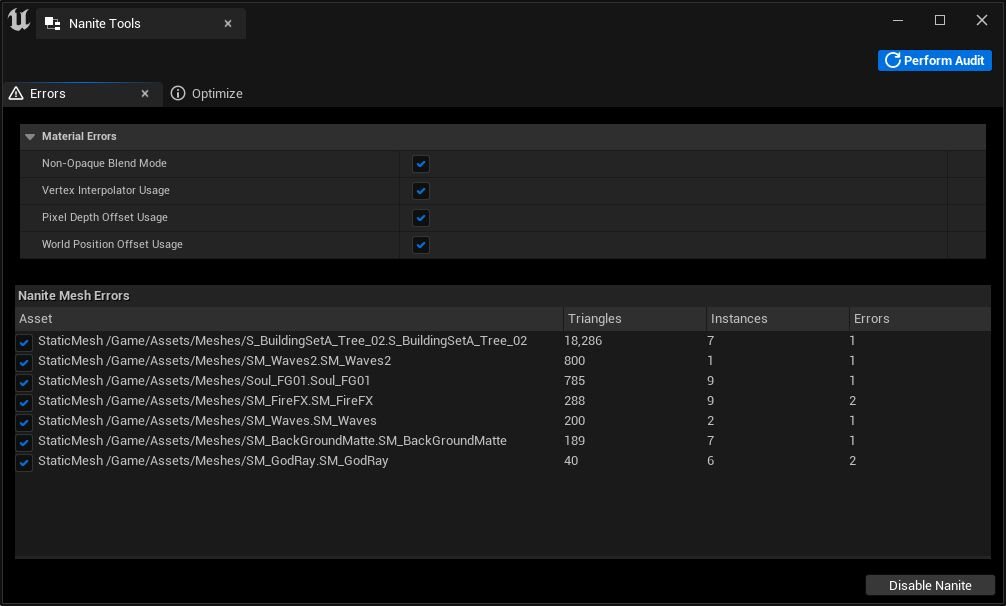 Nanite Tools
Perform Audit
Errors
Optimize
Material Errors
Non-Opaque Blend Mode
Vertex Interpolator Usage
Pixel Depth Offset Usage
World Position Offset Usage
Nanite Mesh Errors
Asset Triangles Instances Errors
StaticMesh /Game/Assets/Meshes/S_BuildingSetA_Tree_02.S_BuildingSetA_Tree_02 18,286 7 1
StaticMesh /Game/Assets/Meshes/SM_Waves2.SM_Waves2 800 1 1
StaticMesh /Game/Assets/Meshes/Soul_FG01.Soul_FG01 785 9 1
StaticMesh /Game/Assets/Meshes/SM_FireFX.SM_FireFX 288 9 2
StaticMesh /Game/Assets/Meshes/SM_Waves.SM_Waves 200 2 1
StaticMesh /Game/Assets/Meshes/SM_BackGroundMatte.SM_BackGroundMatte 189 7 1
StaticMesh /Game/Assets/Meshes/SM_GodRay.SM_GodRay 40 6 2
Disable Nanite